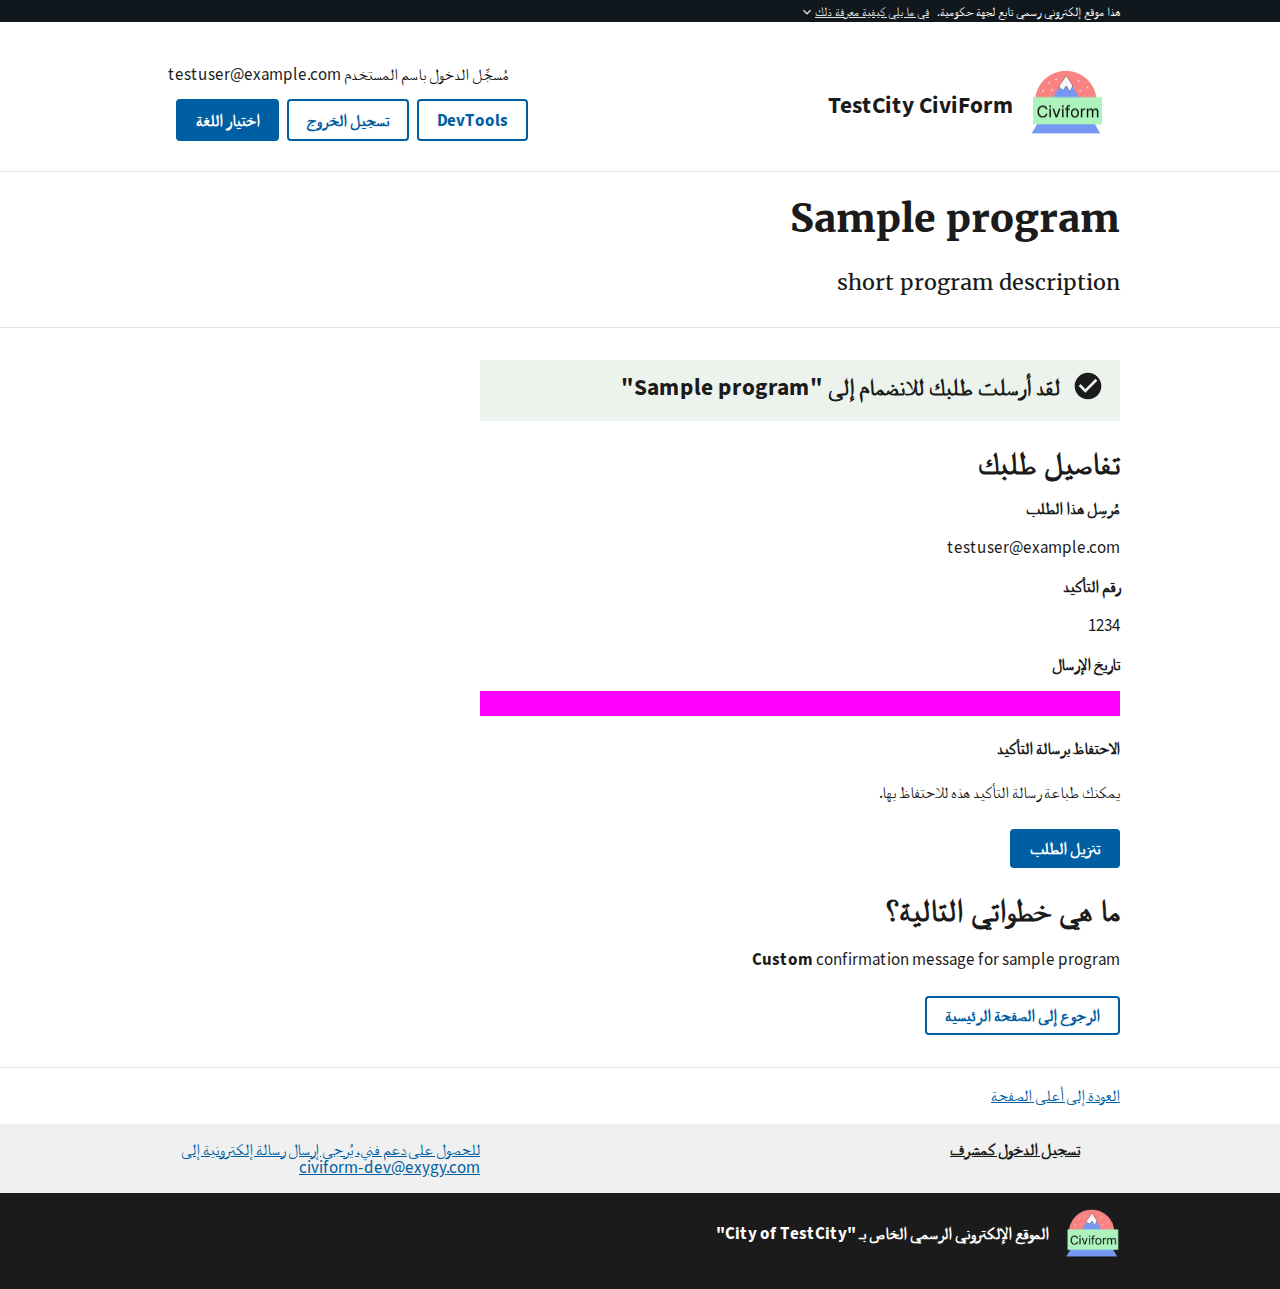 هذا موقع إلكتروني رسمي تابع لجهة حكومية. في ما يلي كيفية معرفة ذلك
Civiform
TestCity CiviForm
مُسجَّل الدخول باسم المستخدم testuser@example.com
DevTools
تسجيل الخروج
اختيار اللغة
Sample program
short program description
لقد أرسلت طلبك للانضمام إلى "Sample program"
تفاصيل طلبك
مُرسِل هذا الطلب
testuser@example.com
رقم التأكيد
1234
تاريخ الإرسال
الاحتفاظ برسالة التأكيد
يمكنك طباعة رسالة التأكيد هذه للاحتفاظ بها.
تنزيل الطلب
ما هي خطواتي التالية؟
Custom confirmation message for sample program
الرجوع إلى الصفحة الرئيسية
العودة إلى أعلى الصفحة
تسجيل الدخول كمشرف
للحصول على دعم فني، يُرجى إرسال رسالة إلكترونية إلى
civiform-dev@exygy.com
Civiform
الموقع الإلكتروني الرسمي الخاص بـ "City of TestCity"